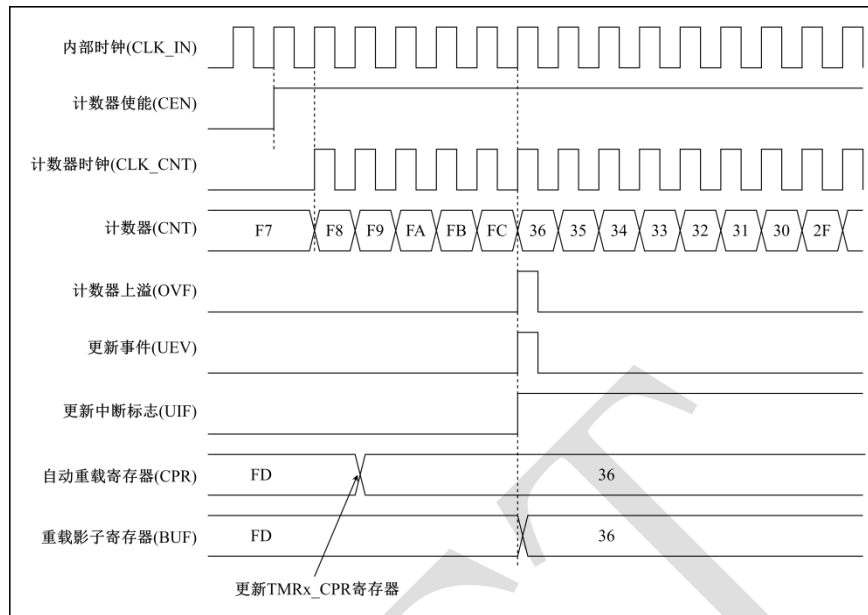 内部时钟(CLK_IN)
计数器使能(CEN)
计数器时钟(CLK_CNT)
计数器(CNT) F7 F8 F9 FA FB FC 36 35 34 33 32 31 30 2F
计数器上溢(OVF)
更新事件(UEV)
更新中断标志(UIF)
自动重载寄存器(CPR) FD 36
重载影子寄存器(BUF) FD 36
更新TMRx_CPR寄存器